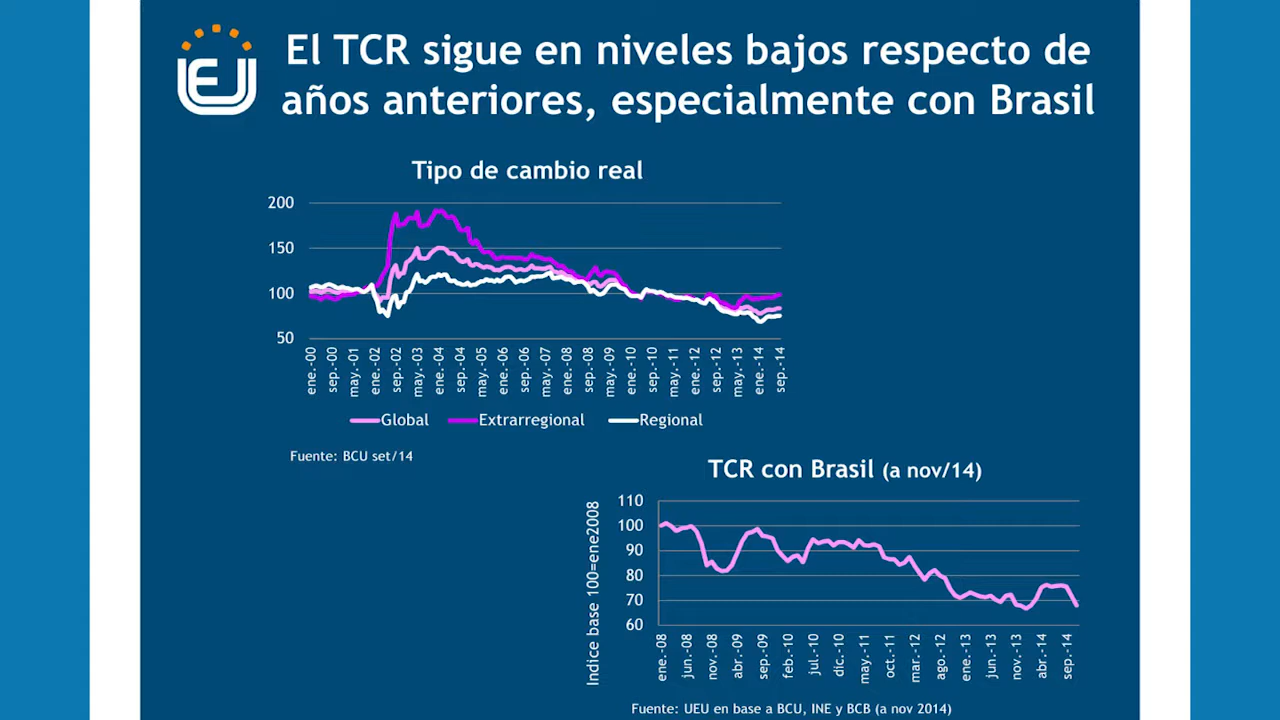 El TCR sigue en niveles bajos respecto de
años anteriores, especialmente con Brasil
Tipo de cambio real
200
150
100
50
ene.-00
sep.-00
may.-01
ene.-02
sep.-02
may.-03
ene.-04
sep.-04
may.-05
ene.-06
sep.-06
may.-07
ene.-08
sep.-08
may.-09
ene.-10
sep.-10
may.-11
ene.-12
sep.-12
may.-13
ene.-14
sep.-14
Global
Extrarregional
Regional
Fuente: BCU set/14
TCR con Brasil (a nov/14)
Indice base 100=ene2008
110
100
90
80
70
60
ene.-08
jun.-08
nov.-08
abr.-09
sep.-09
feb.-10
jul.-10
dic.-10
may.-11
oct.-11
mar.-12
ago.-12
ene.-13
jun.-13
nov.-13
abr.-14
sep.-14
Fuente: UEU en base a BCU, INE y BCB (a nov 2014)